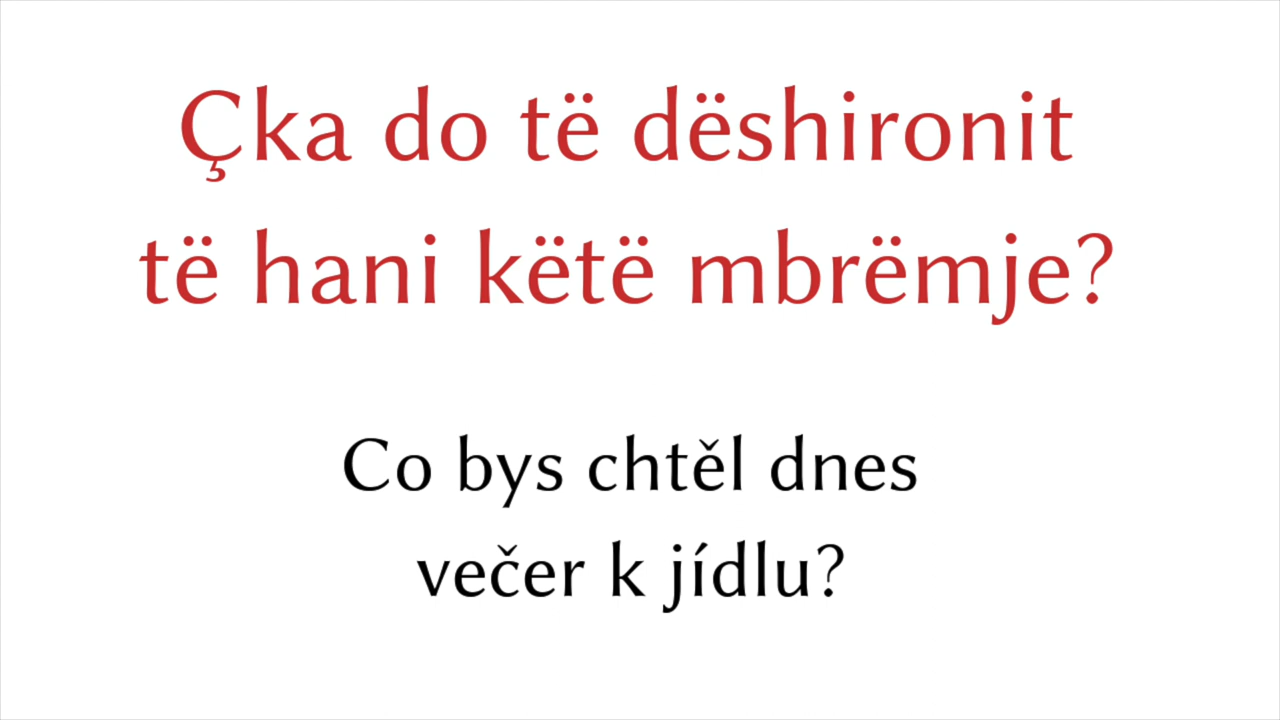 Çka do të dëshironit
të hani këtë mbrëmje?
Co bys chtěl dnes
večer k jídlu?